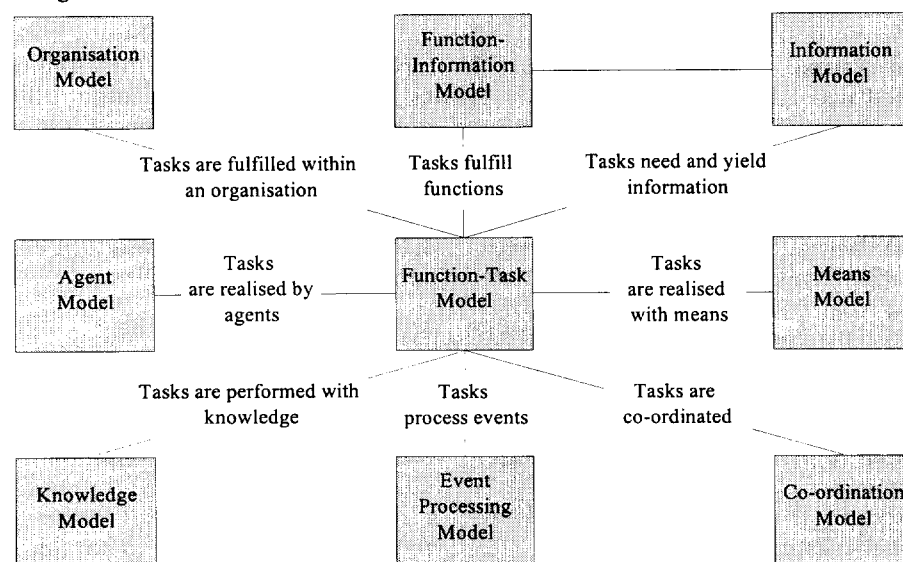 Organisation
Model
Function-
Information
Model
Information
Model
Tasks are fulfilled within
an organisation
Tasks fulfill
functions
Tasks need and yield
information
Agent
Model
Tasks
are realised by
agents
Function-Task
Model
Tasks
are realised
with means
Means
Model
Tasks are performed with
knowledge
Tasks
process events
Tasks are
co-ordinated
Knowledge
Model
Event
Processing
Model
Co-ordination
Model